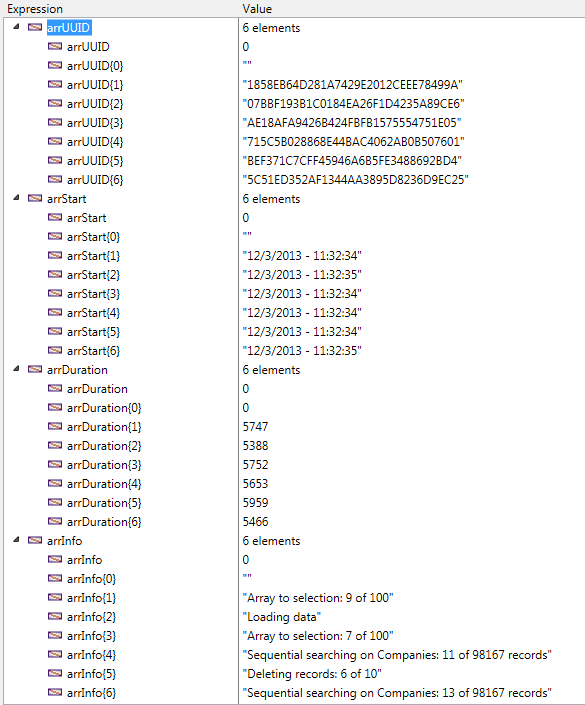 Expression Value
arrUUID 6 elements
arrUUID 0
arrUUID{0} ""
arrUUID{1} "1858EB64D281A7429E2012CEEE78499A"
arrUUID{2} "07BBF193B1C0184EA26F1D4235A89CE6"
arrUUID{3} "AE18AFA9426B424FBFB1575554751E05"
arrUUID{4} "715C5B028868E44BAC4062AB0B507601"
arrUUID{5} "BEF371C7CFF45946A6B5FE3488692BD4"
arrUUID{6} "5C51ED352AF1344AA3895D8236D9EC25"
arrStart 6 elements
arrStart 0
arrStart{0} ""
arrStart{1} "12/3/2013 - 11:32:34"
arrStart{2} "12/3/2013 - 11:32:35"
arrStart{3} "12/3/2013 - 11:32:34"
arrStart{4} "12/3/2013 - 11:32:34"
arrStart{5} "12/3/2013 - 11:32:34"
arrStart{6} "12/3/2013 - 11:32:35"
arrDuration 6 elements
arrDuration 0
arrDuration{0} 0
arrDuration{1} 5747
arrDuration{2} 5388
arrDuration{3} 5752
arrDuration{4} 5653
arrDuration{5} 5959
arrDuration{6} 5466
arrInfo 6 elements
arrInfo 0
arrInfo{0} ""
arrInfo{1} "Array to selection: 9 of 100"
arrInfo{2} "Loading data"
arrInfo{3} "Array to selection: 7 of 100"
arrInfo{4} "Sequential searching on Companies: 11 of 98167 records"
arrInfo{5} "Deleting records: 6 of 10"
arrInfo{6} "Sequential searching on Companies: 13 of 98167 records"